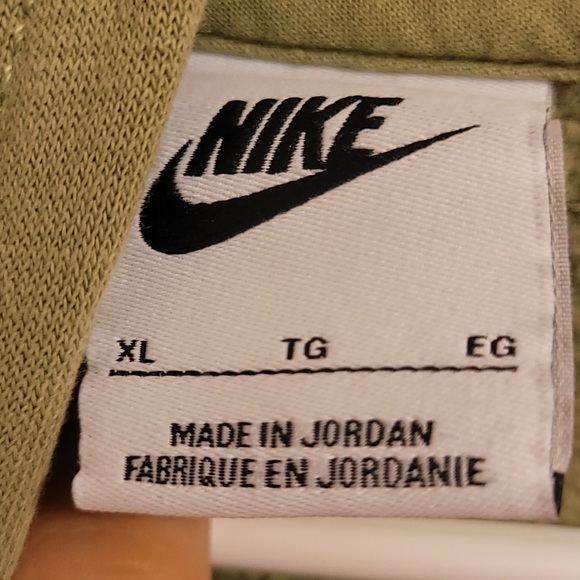 NIKE
XL TG EG
MADE IN JORDAN
FABRIQUE EN JORDANIE